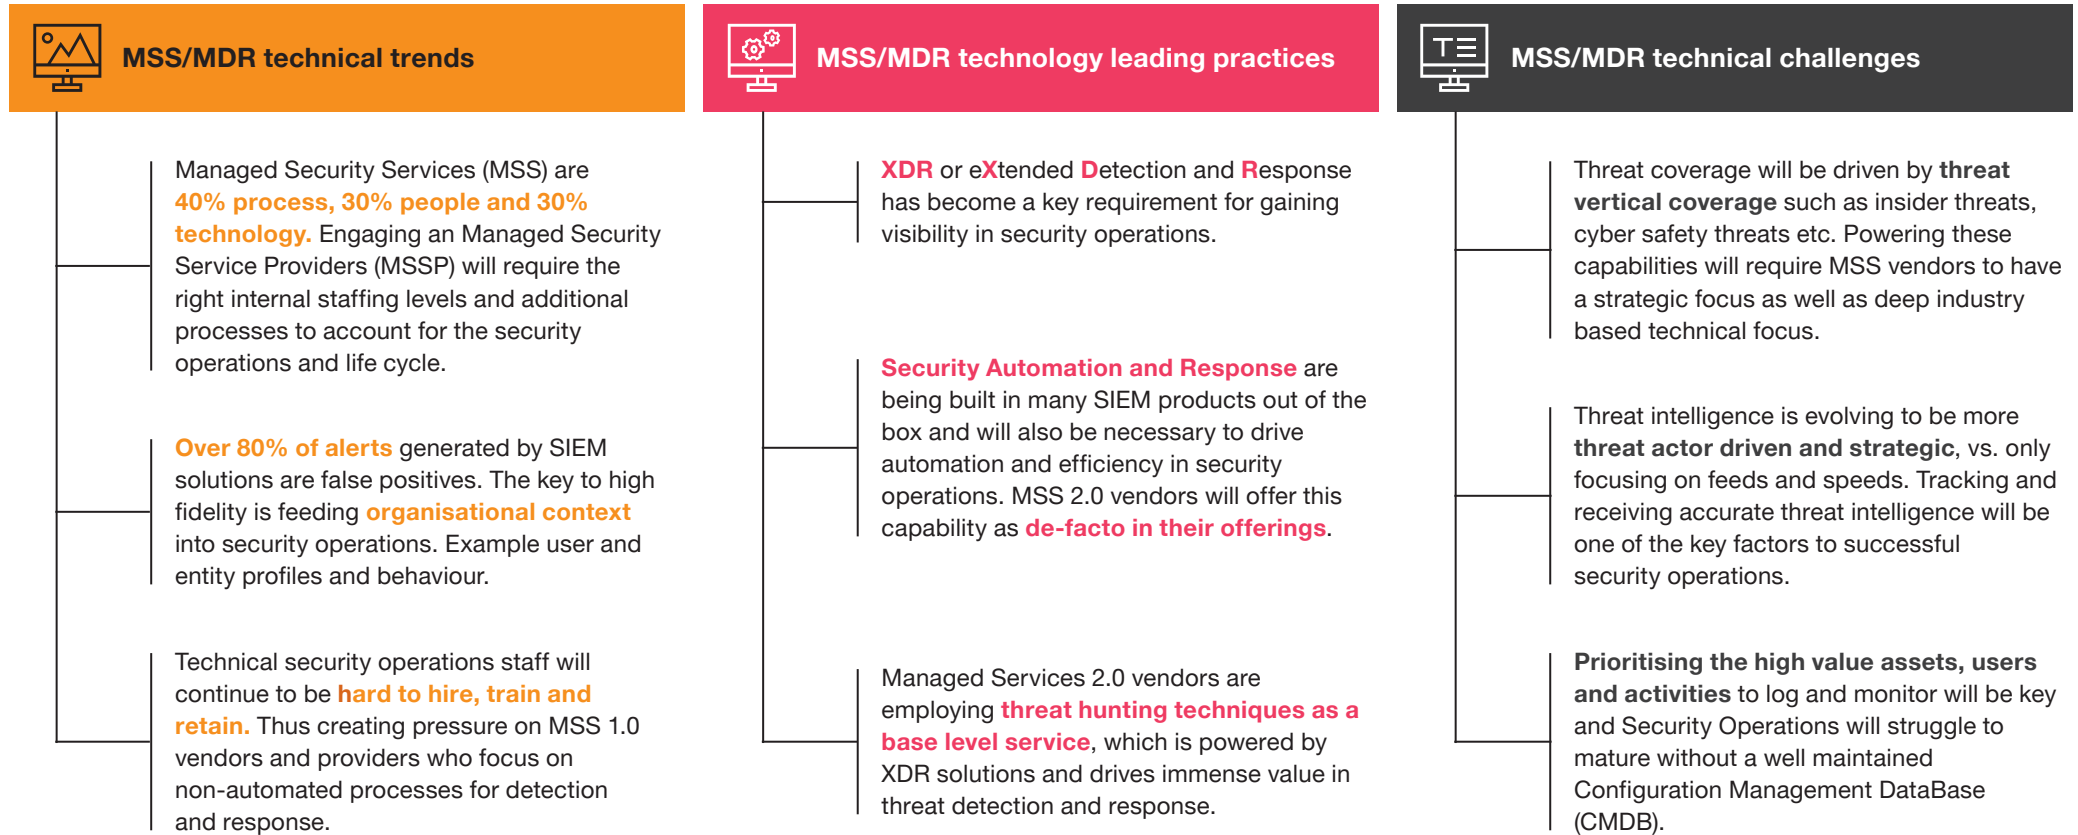 MSS/MDR technical trends
Managed Security Services (MSS) are
40% process, 30% people and 30%
technology. Engaging an Managed Security
Service Providers (MSSP) will require the
right internal staffing levels and additional
processes to account for the security
operations and life cycle.
Over 80% of alerts generated by SIEM
solutions are false positives. The key to high
fidelity is feeding organisational context
into security operations. Example user and
entity profiles and behaviour.
Technical security operations staff will
continue to be hard to hire, train and
retain. Thus creating pressure on MSS 1.0
vendors and providers who focus on
non-automated processes for detection
and response.
MSS/MDR technology leading practices
XDR or eXtended Detection and Response
has become a key requirement for gaining
visibility in security operations.
Security Automation and Response are
being built in many SIEM products out of the
box and will also be necessary to drive
automation and efficiency in security
operations. MSS 2.0 vendors will offer this
capability as de-facto in their offerings.
Managed Services 2.0 vendors are
employing threat hunting techniques as a
base level service, which is powered by
XDR solutions and drives immense value in
threat detection and response.
MSS/MDR technical challenges
Threat coverage will be driven by threat
vertical coverage such as insider threats,
cyber safety threats etc. Powering these
capabilities will require MSS vendors to have
a strategic focus as well as deep industry
based technical focus.
Threat intelligence is evolving to be more
threat actor driven and strategic, vs. only
focusing on feeds and speeds. Tracking and
receiving accurate threat intelligence will be
one of the key factors to successful
security operations.
Prioritising the high value assets, users
and activities to log and monitor will be key
and Security Operations will struggle to
mature without a well maintained
Configuration Management DataBase
(CMDB).